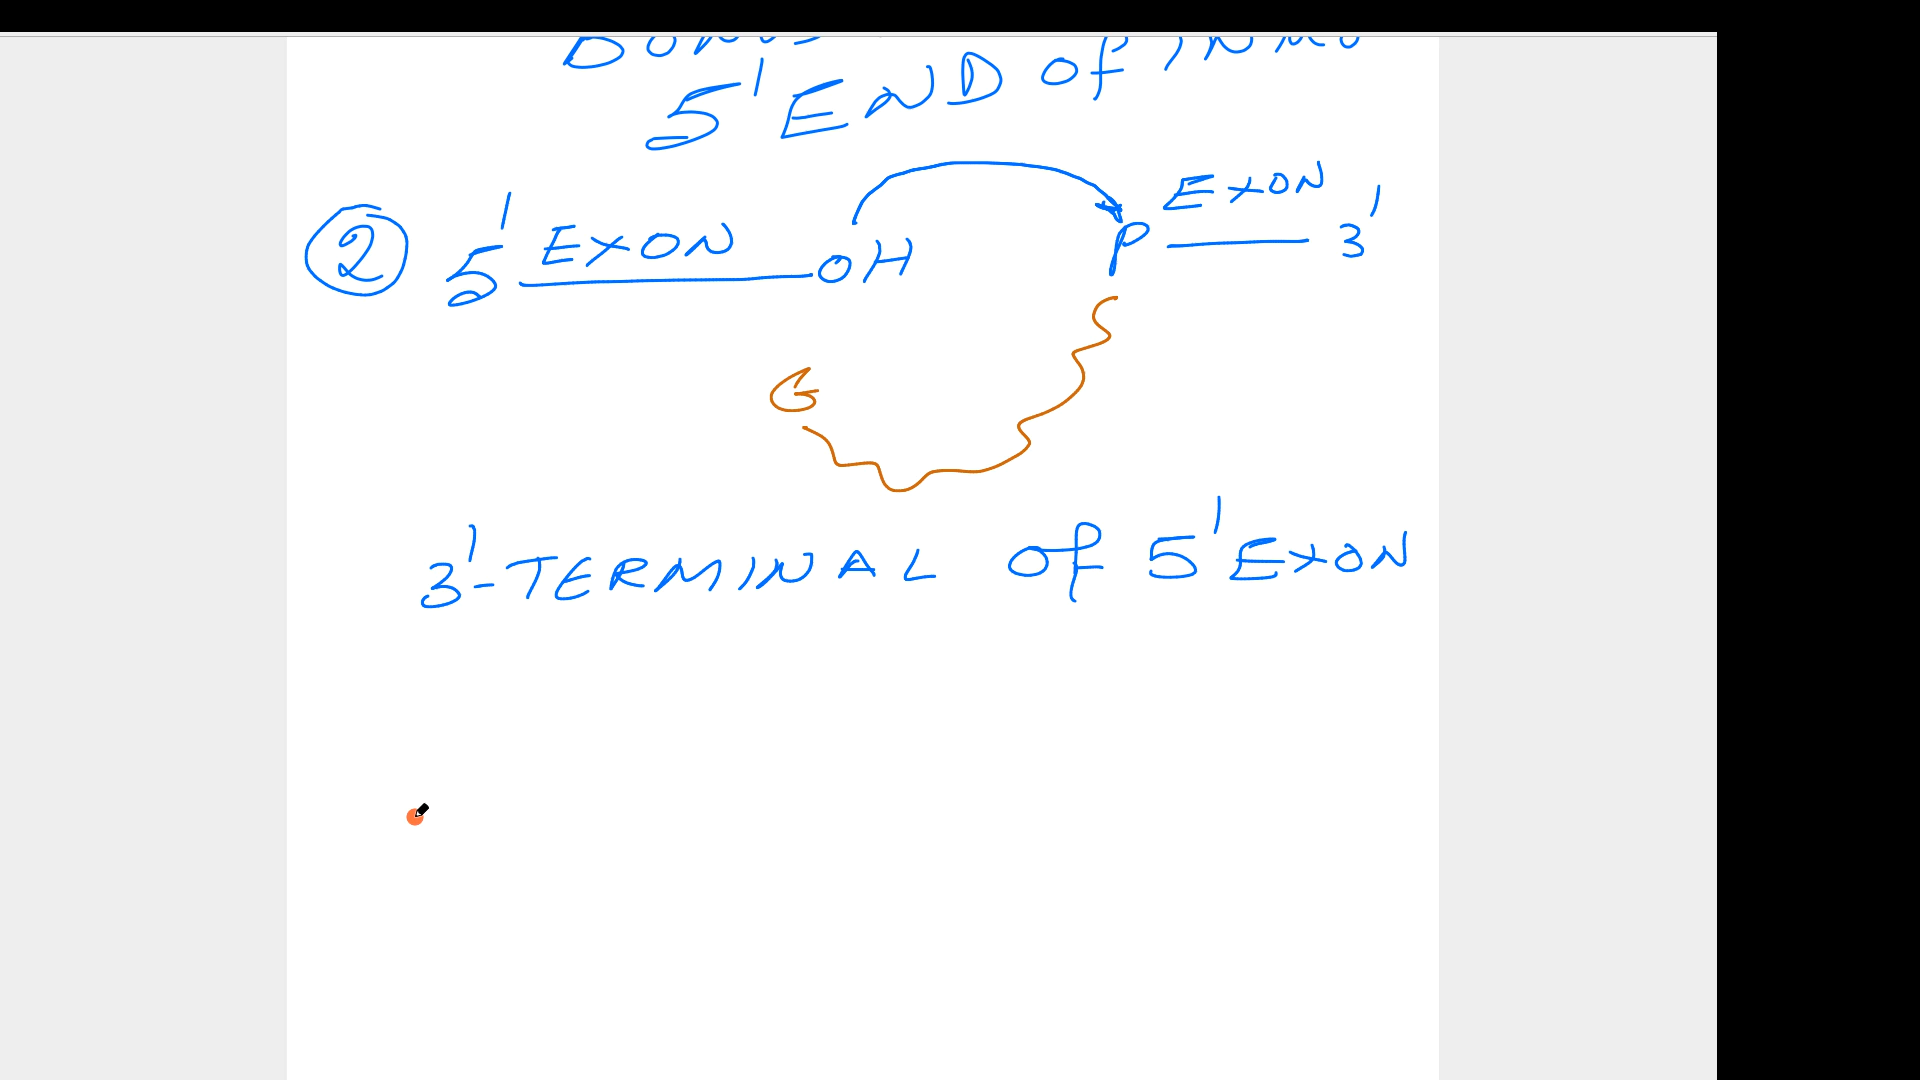 5' END Of
EXON
2 5' EXON OH P 3'
G
3'-TERMINAL Of 5' EXON